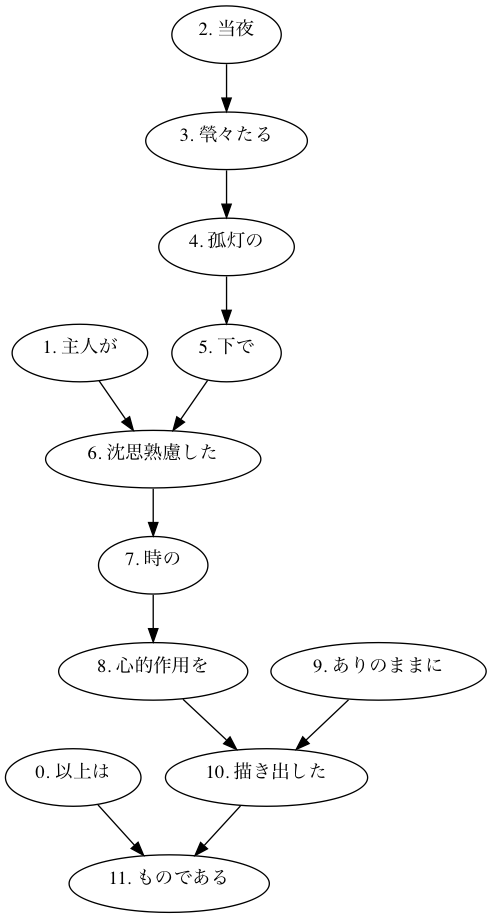 2. 当夜
3. 煢々たる
4. 孤灯の
1. 主人が
5. 下で
6. 沈思熟慮した
7. 時の
8. 心的作用を
9. ありのままに
0. 以上は
10. 描き出した
11. ものである